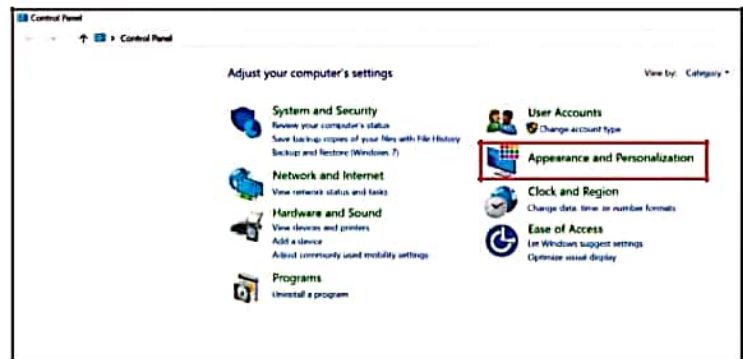 Control Panel
Control Panel
Adjust your computer's settings
View by: Category
System and Security
Review your computer's status
Save backup copies of your files with File History
Backup and Restore (Windows 7)
Network and Internet
View network status and tasks
Hardware and Sound
View devices and printers
Add a device
Adjust commonly used mobility settings
Programs
Uninstall a program
User Accounts
Change account type
Appearance and Personalization
Clock and Region
Change date, time, or number formats
Ease of Access
Let Windows suggest settings
Optimize visual display